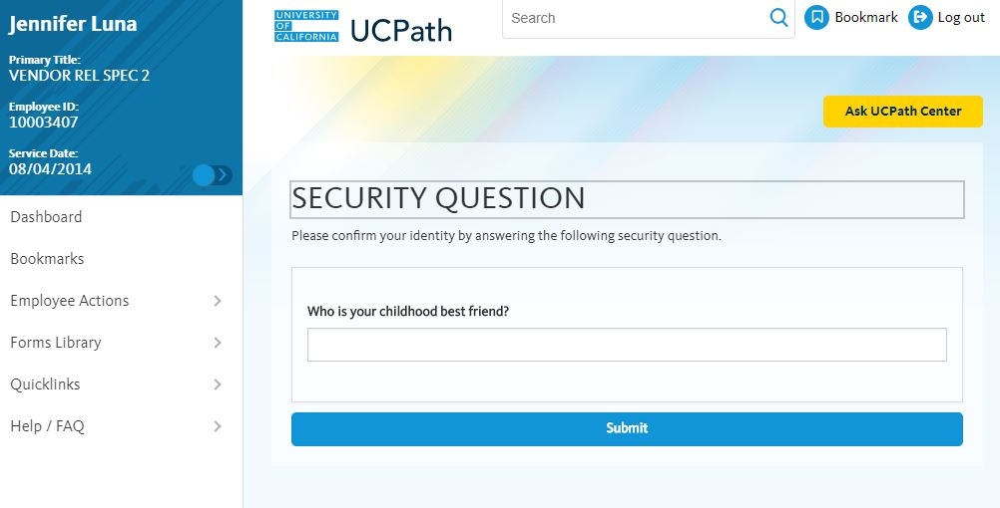 Jennifer Luna
Primary Title:
VENDOR REL SPEC 2
Employee ID:
10003407
Service Date:
08/04/2014
Dashboard
Bookmarks
Employee Actions
Forms Library
Quicklinks
Help / FAQ
UNIVERSITY
OF
CALIFORNIA
UCPath
Search
Bookmark
Log out
Ask UCPath Center
SECURITY QUESTION
Please confirm your identity by answering the following security question.
Who is your childhood best friend?
Submit